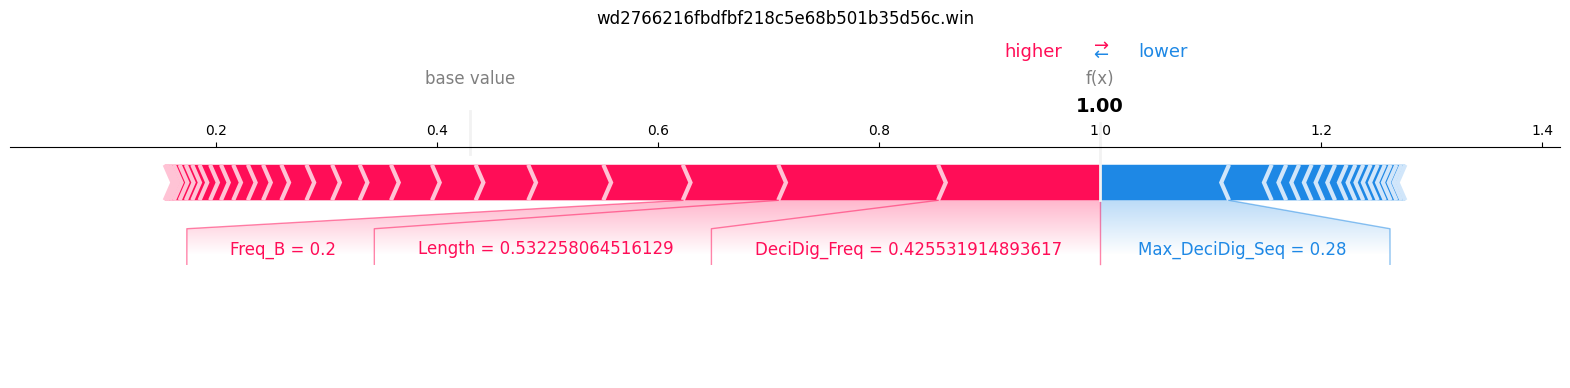 wd2766216fbdfbf218c5e68b501b35d56c.win
higher ⇄ lower
base value f(x)
1.00
0.2 0.4 0.6 0.8 1.0 1.2 1.4
Freq_B = 0.2 Length = 0.532258064516129 DeciDig_Freq = 0.425531914893617 Max_DeciDig_Seq = 0.28